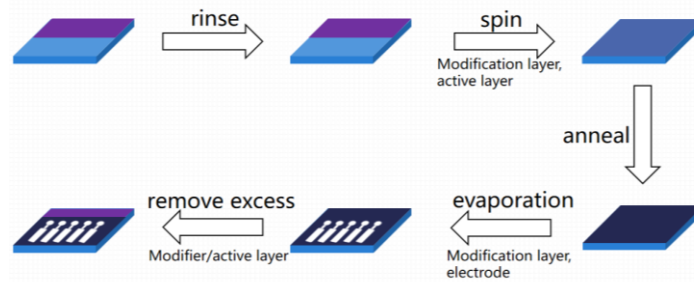 rinse
spin
Modification layer,
active layer
anneal
evaporation
Modification layer,
electrode
remove excess
Modifier/active layer